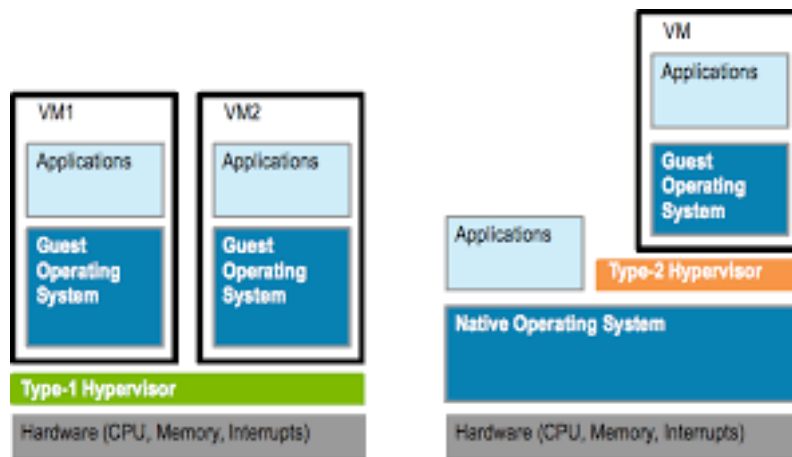 VM1
Applications
Guest
Operating
System
VM2
Applications
Guest
Operating
System
Type-1 Hypervisor
Hardware (CPU, Memory, Interrupts)
VM
Applications
Guest
Operating
System
Applications
Type-2 Hypervisor
Native Operating System
Hardware (CPU, Memory, Interrupts)